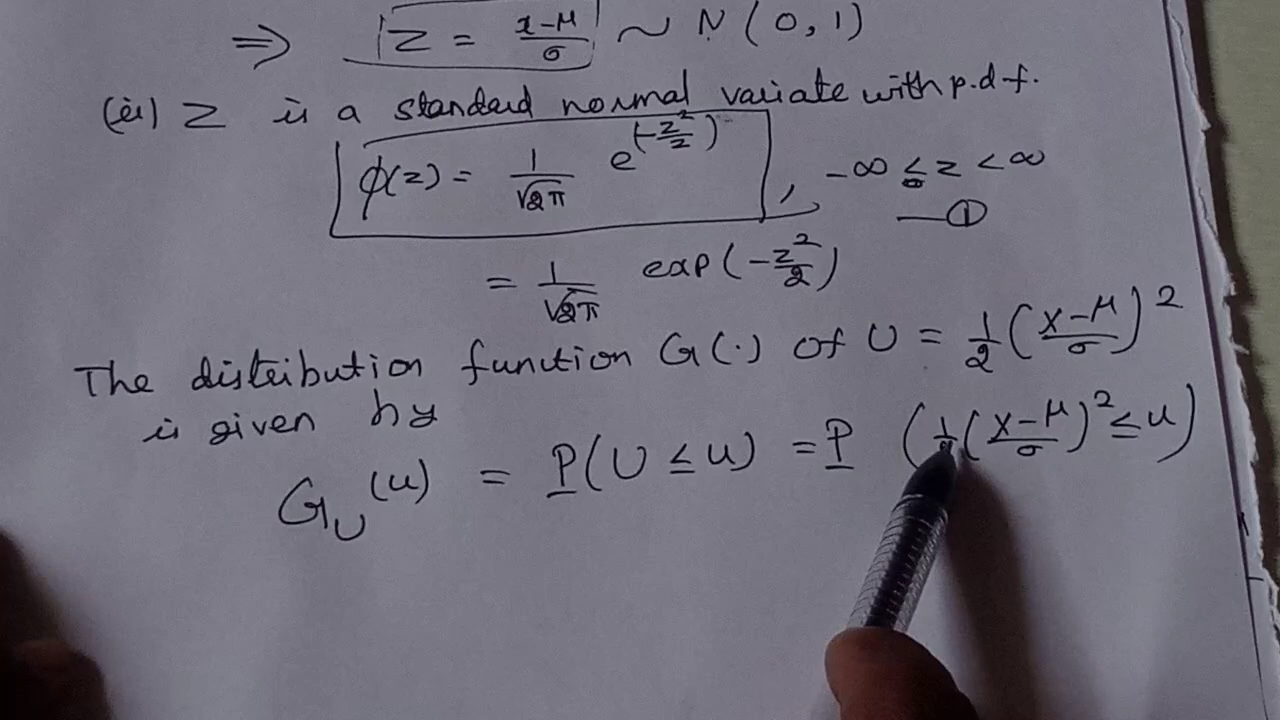 ⇒ Z = x-μ/σ ~ N(0,1)
(ii) Z is a standard normal variate with p.d.f.
φ(z) = 1/√2π e^(-z²/2), -∞ ≤ z < ∞
—①
= 1/√2π exp(-z²/2)
The distribution function G(.) of U = 1/2 (X-μ/σ)²
is given by
G_U(u) = P(U ≤ u) = P (1/2 (X-μ/σ)² ≤ u)